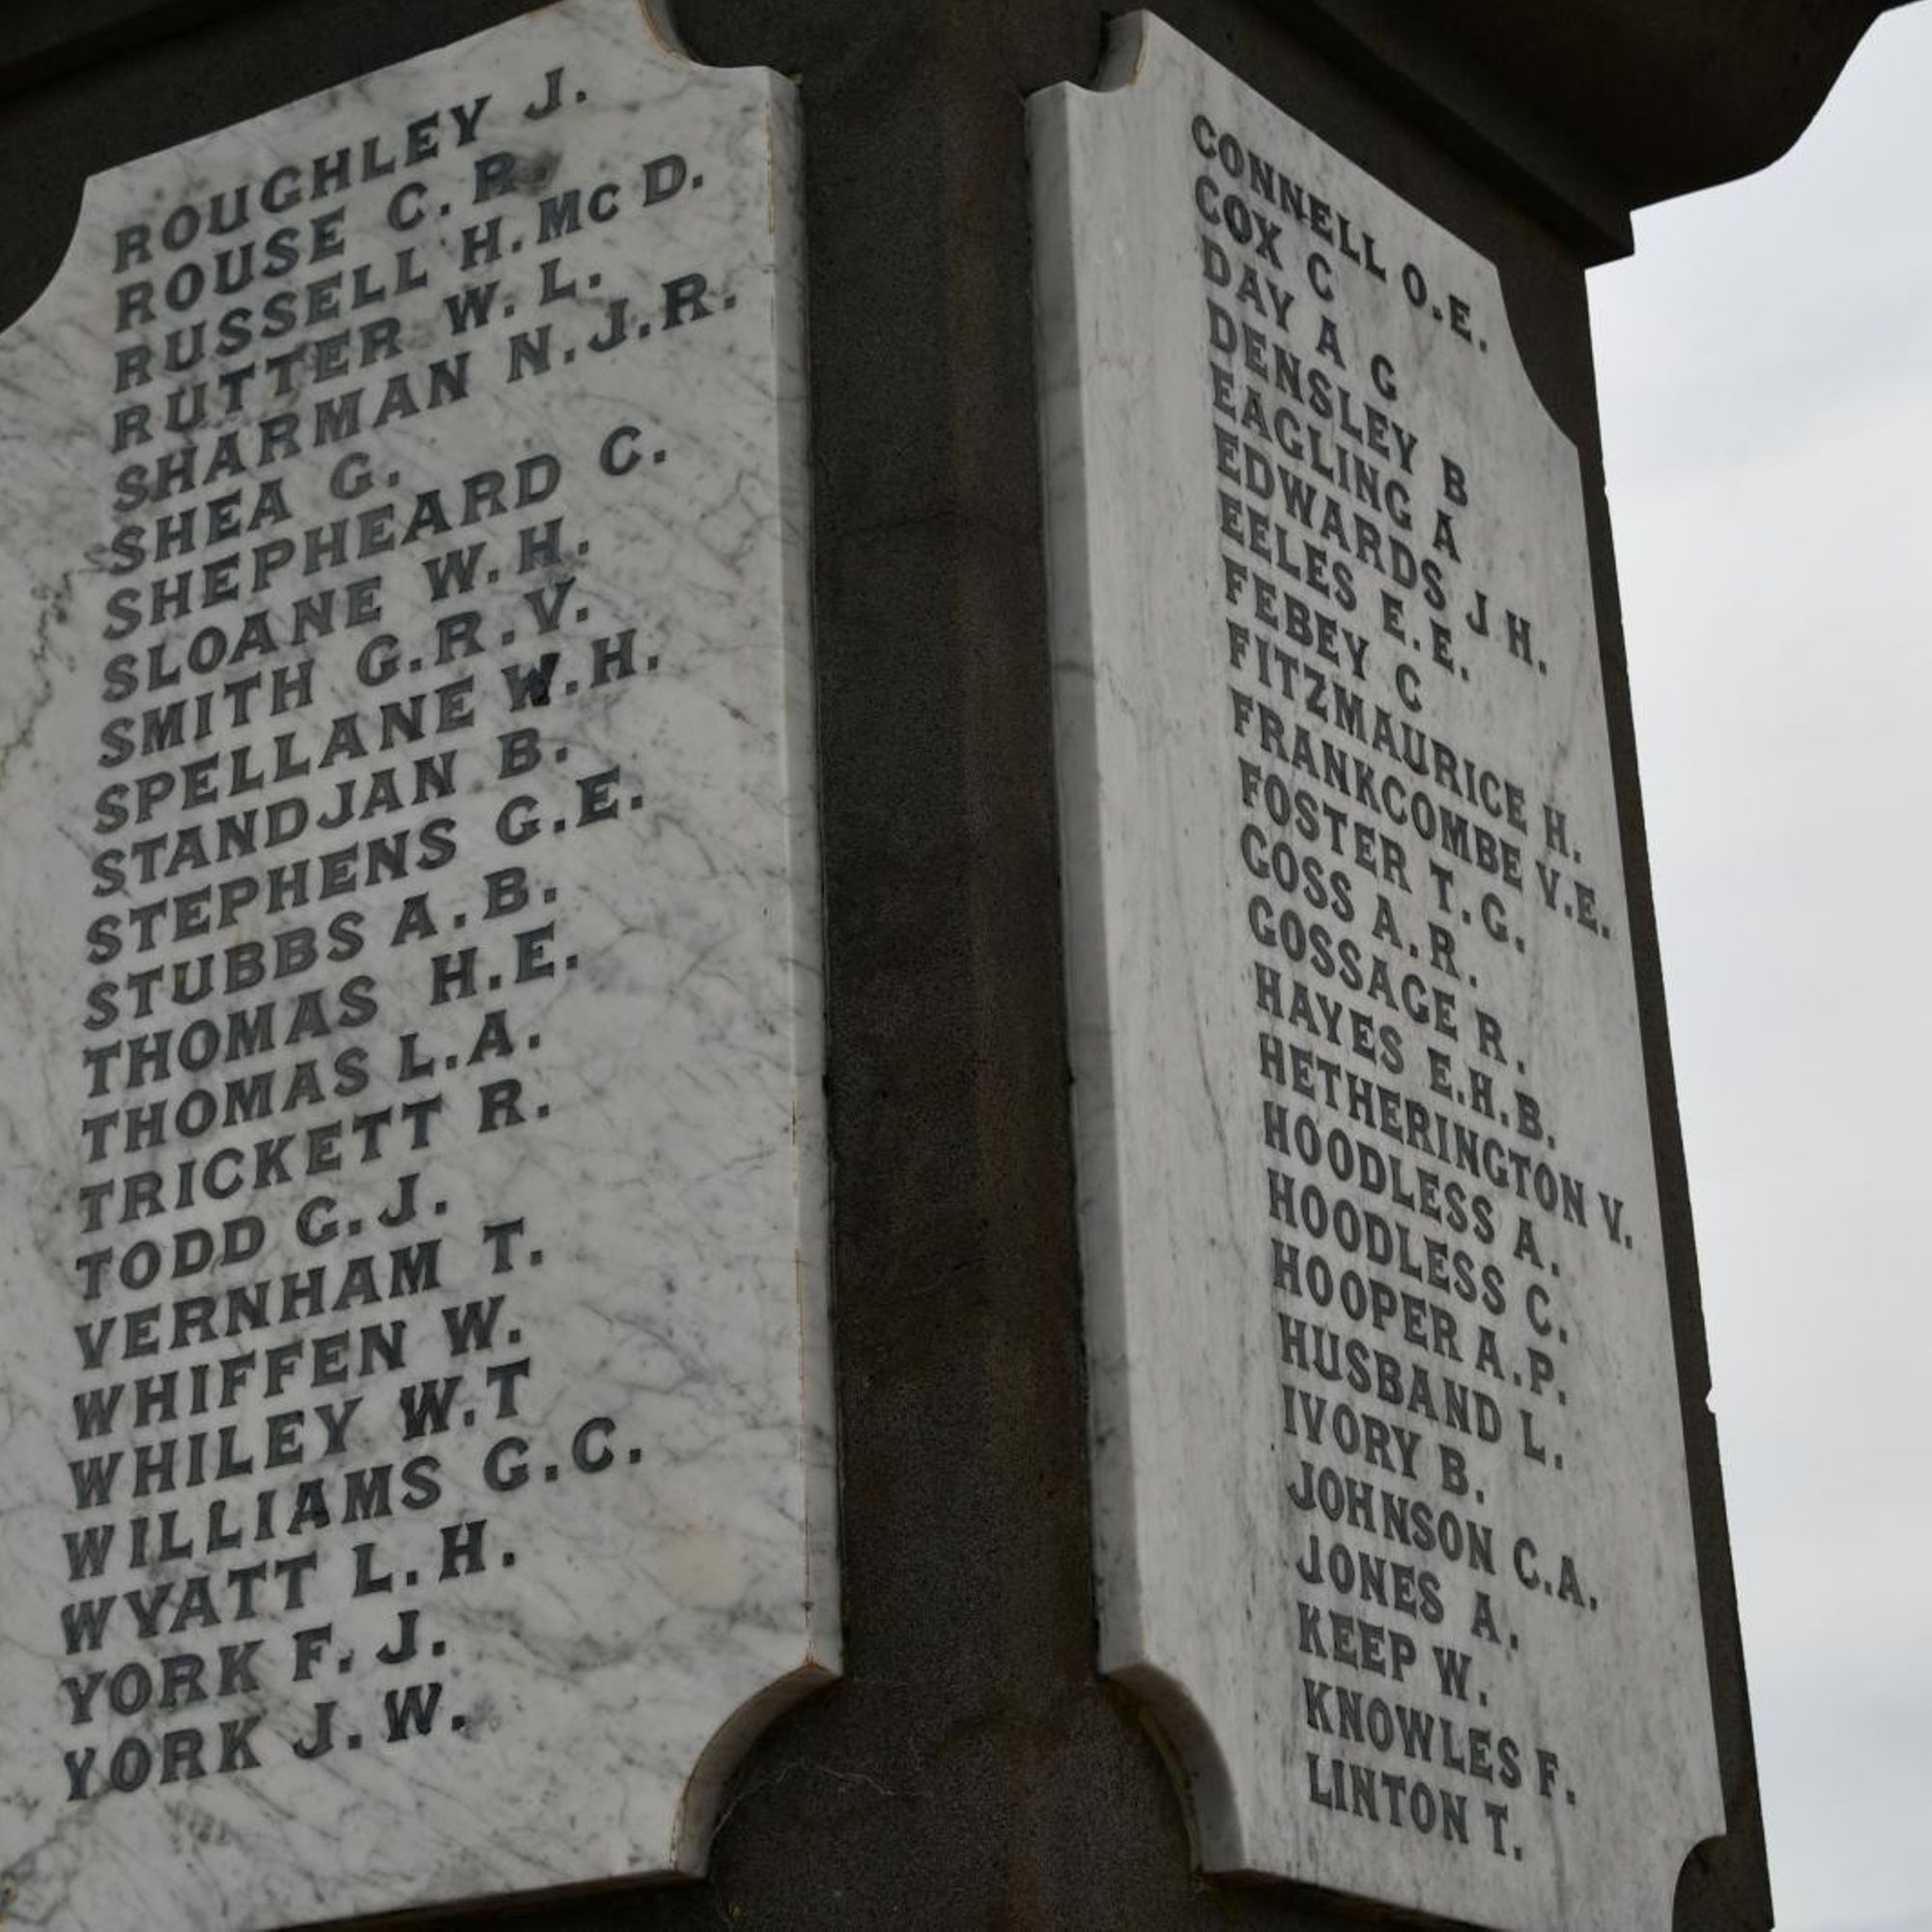 ROUGHLEY J.
ROUSE C.R.
RUSSELL H.McD.
RUTTER W.L.
SHARMAN N.J.R.
SHEA G.
SHEPHEARD C.
SLOANE W.H.
SMITH G.R.V.
SPELLANE W.H.
STANDJAN B.
STEPHENS G.E.
STUBBS A.B.
THOMAS H.E.
THOMAS L.A.
TRICKETT R.
TODD G.J.
VERNHAM T.
WHIFFEN W.
WHILEY W.T
WILLIAMS G.C.
WYATT L.H.
YORK F.J.
YORK J.W.
CONNELL O.E.
COX C
DAY A G
DENSLEY B
EAGLING A
EDWARDS J H.
EELES E.E.
FEBEY C
FITZMAURICE H.
FRANKCOMBE V.E.
FOSTER T.G.
GOSS A.R.
GOSSAGE R.
HAYES E.H.B.
HETHERINGTON V.
HOODLESS A.
HOODLESS C.
HOOPER A.P.
HUSBAND L.
IVORY B.
JOHNSON C.A.
JONES A.
KEEP W.
KNOWLES F.
LINTON T.